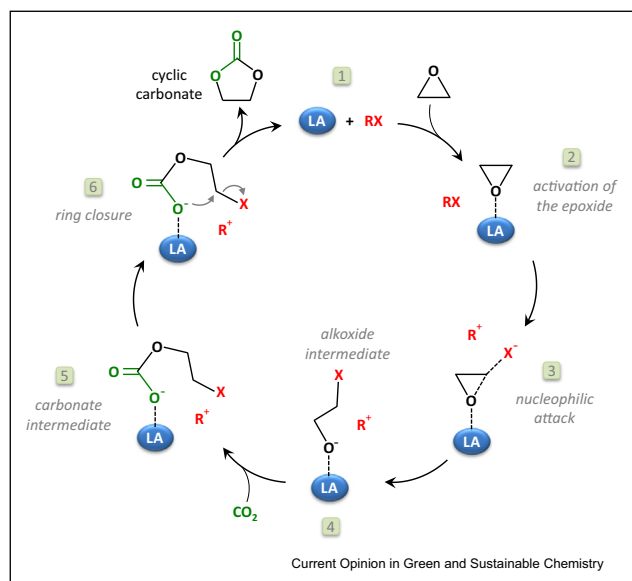 O
O
O
cyclic
carbonate
1
LA + RX
O
2
activation of
the epoxide
RX
O
LA
6
ring closure
O
O
O-
X
R+
LA
R+
X-
3
nucleophilic
attack
O
LA
alkoxide
intermediate
X
R+
O-
LA
4
5
carbonate
intermediate
O
O
O-
X
R+
LA
CO2
Current Opinion in Green and Sustainable Chemistry